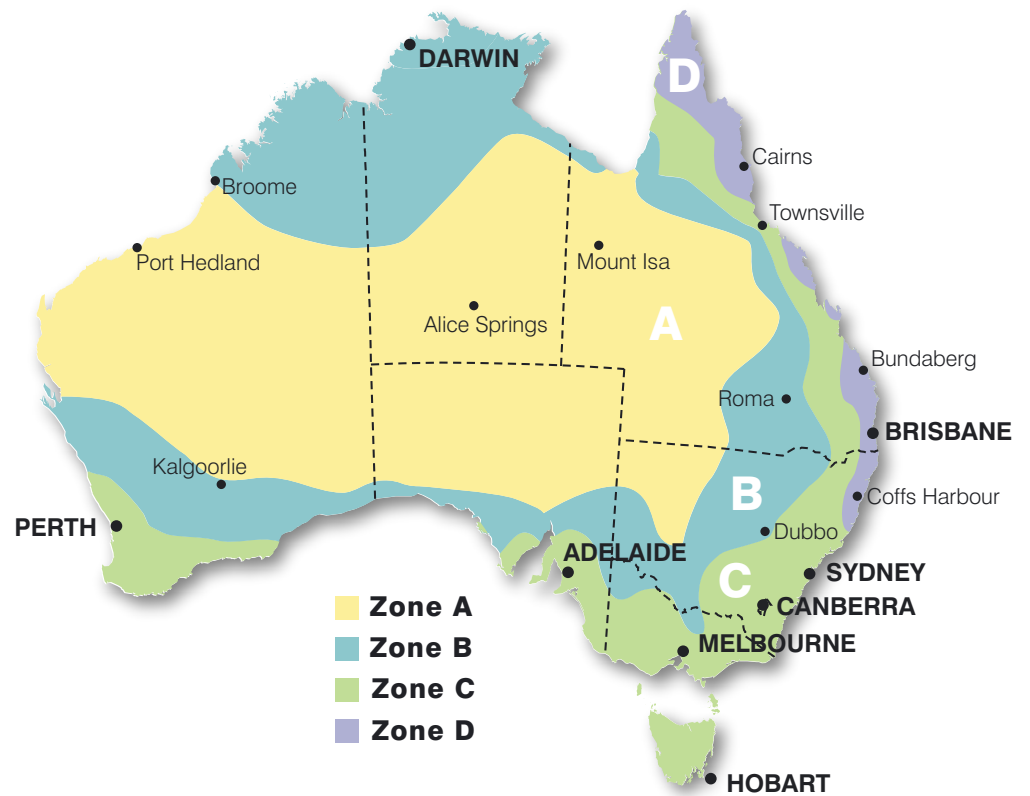 DARWIN
D
Cairns
Broome
Townsville
Port Hedland
Mount Isa
Alice Springs
A
Bundaberg
Roma
BRISBANE
Kalgoorlie
B
Coffs Harbour
PERTH
Dubbo
ADELAIDE
SYDNEY
C
CANBERRA
Zone A
MELBOURNE
Zone B
Zone C
Zone D
HOBART